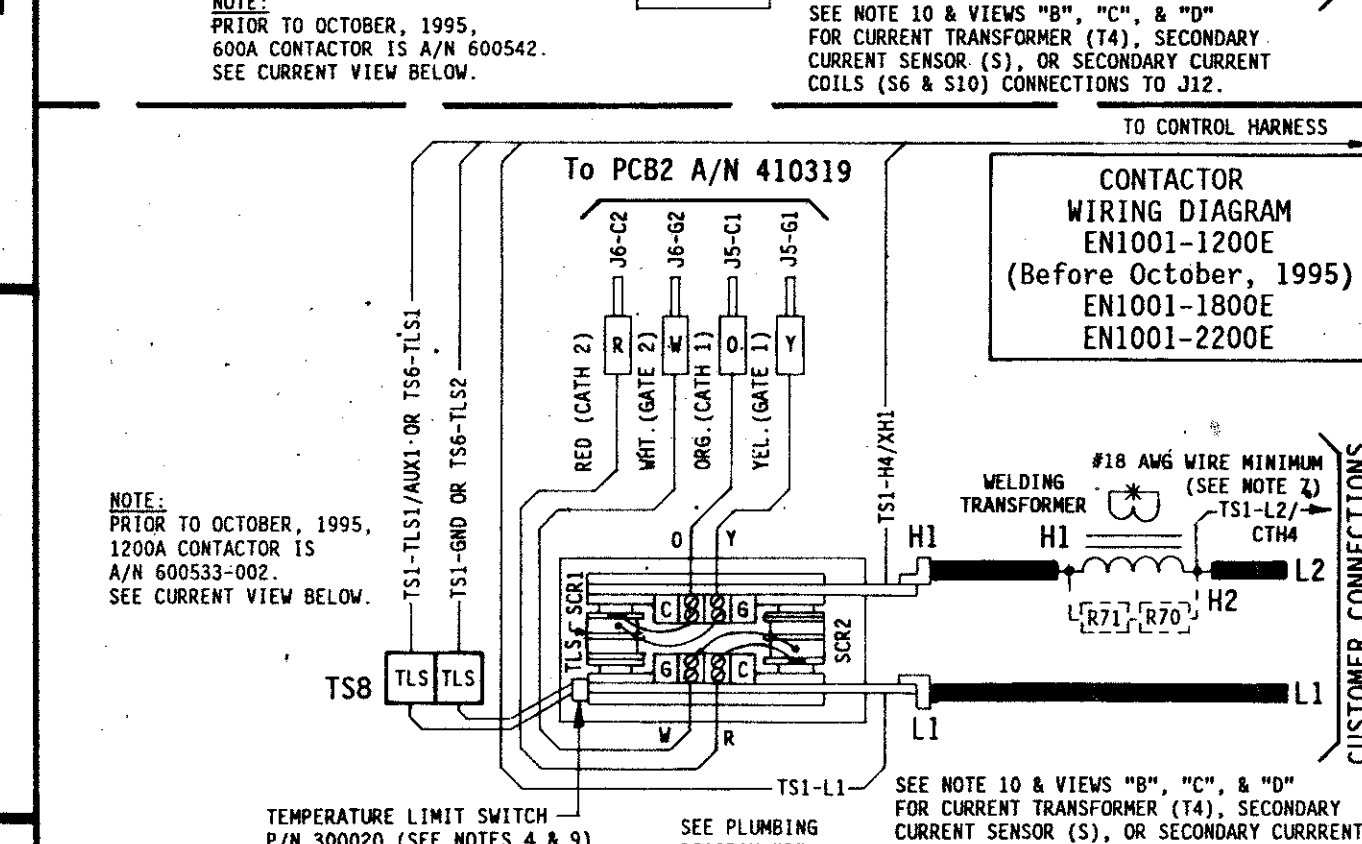 NOTE:
PRIOR TO OCTOBER, 1995,
600A CONTACTOR IS A/N 600542.
SEE CURRENT VIEW BELOW.
SEE NOTE 10 & VIEWS "B", "C", & "D"
FOR CURRENT TRANSFORMER (T4), SECONDARY
CURRENT SENSOR (S), OR SECONDARY CURRENT
COILS (S6 & S10) CONNECTIONS TO J12.
TO CONTROL HARNESS
To PCB2 A/N 410319
CONTACTOR
WIRING DIAGRAM
EN1001-1200E
(Before October, 1995)
EN1001-1800E
EN1001-2200E
J6-C2
J6-G2
J5-C1
J5-G1
R
W
O
Y
RED (CATH 2)
WHT.(GATE 2)
ORG.(CATH 1)
YEL.(GATE 1)
TS1-TLS1/AUX1 OR TS6-TLS1
TS1-GND OR TS6-TLS2
TS1-H4/XH1
NOTE:
PRIOR TO OCTOBER, 1995,
1200A CONTACTOR IS
A/N 600533-002.
SEE CURRENT VIEW BELOW.
#18 AWG WIRE MINIMUM
(SEE NOTE 7)
WELDING
TRANSFORMER
TS1-L2/
CTH4
CUSTOMER CONNECTIONS
O
Y
H1
H1
L2
H2
R71
R70
SCR1
TLS
C
G
SCR2
G
C
TS8
TLS
TLS
L1
L1
W
R
TS1-L1
TEMPERATURE LIMIT SWITCH
P/N 300020 (SEE NOTES 4 & 9)
SEE PLUMBING
SEE NOTE 10 & VIEWS "B", "C", & "D"
FOR CURRENT TRANSFORMER (T4), SECONDARY
CURRENT SENSOR (S), OR SECONDARY CURRRENT